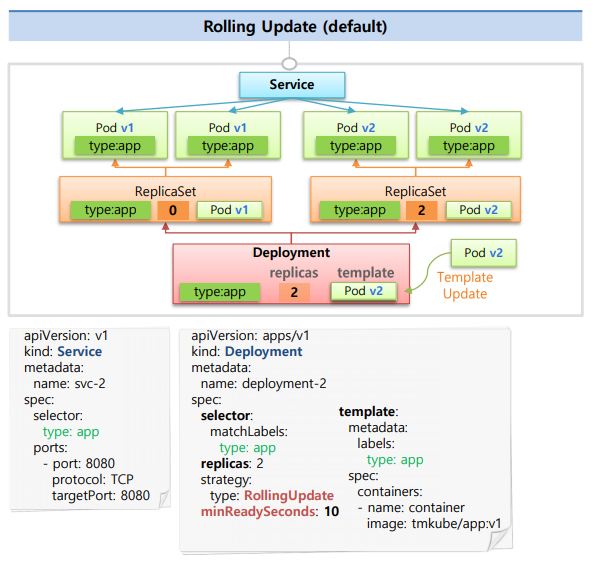 Rolling Update (default)
Service
Pod v1
type:app
Pod v1
type:app
Pod v2
type:app
Pod v2
type:app
ReplicaSet
type:app 0 Pod v1
ReplicaSet
type:app 2 Pod v2
Deployment
replicas template
type:app 2 Pod v2
Pod v2
Template
Update
apiVersion: v1
kind: Service
metadata:
name: svc-2
spec:
selector:
type: app
ports:
- port: 8080
protocol: TCP
targetPort: 8080
apiVersion: apps/v1
kind: Deployment
metadata:
name: deployment-2
spec:
selector:
matchLabels:
type: app
replicas: 2
strategy:
type: RollingUpdate
minReadySeconds: 10
template:
metadata:
labels:
type: app
spec:
containers:
- name: container
image: tmkube/app:v1